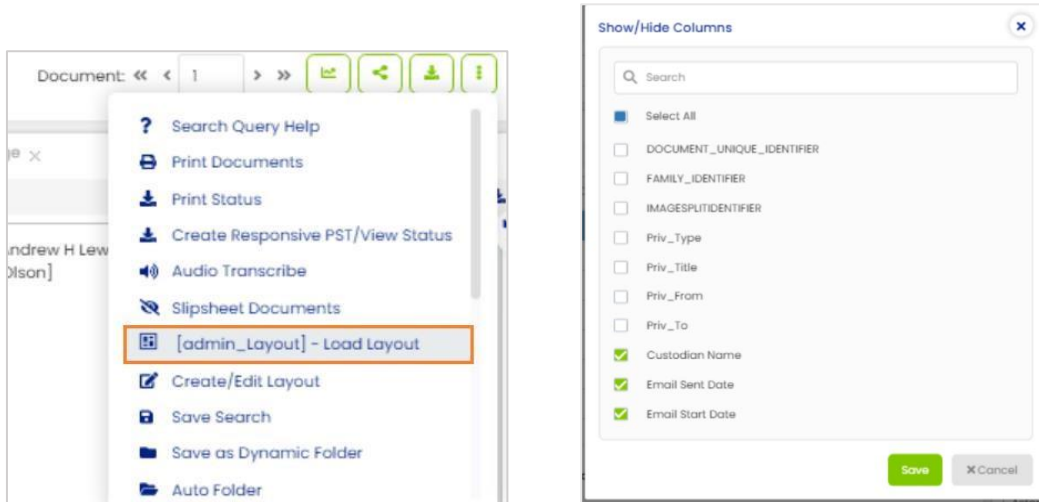 Document: « < 1 > »
Search Query Help
Print Documents
Print Status
Create Responsive PST/View Status
Audio Transcribe
Slipsheet Documents
[admin_Layout] - Load Layout
Create/Edit Layout
Save Search
Save as Dynamic Folder
Auto Folder
H Lew
Olson]
Show/Hide Columns
Search
Select All
DOCUMENT_UNIQUE_IDENTIFIER
FAMILY_IDENTIFIER
IMAGESPLITIDENTIFIER
Priv_Type
Priv_Title
Priv_From
Priv_To
Custodian Name
Email Sent Date
Email Start Date
Save
Cancel